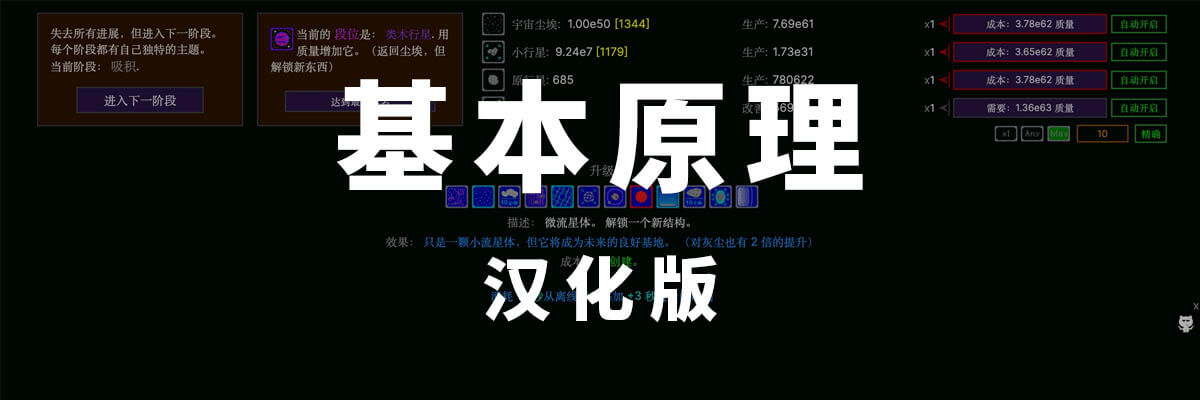 失去所有进展，但进入下一阶段。
每个阶段都有自己独特的主题。
当前阶段： 吸积.
进入下一阶段
当前的 段位是： 类木行星. 用
质量增加它。（返回尘埃，但
解锁新东西）
宇宙尘埃: 1.00e50 [1344]
生产: 7.69e61
x1
成本: 3.78e62 质量
自动开启
小行星: 9.24e7 [1179]
生产: 1.73e31
x1
成本: 3.65e62 质量
自动开启
原行星: 685
生产: 780622
x1
成本: 3.78e62 质量
自动开启
x1
需要: 1.36e63 质量
自动开启
x1 Any Max 10 精确
基本原理
升级
描述： 微流星体。 解锁一个新结构。
效果： 只是一颗小流星体，但它将成为未来的良好基地。 （对灰尘也有 2 倍的提升）
汉化版
+3 秒
x